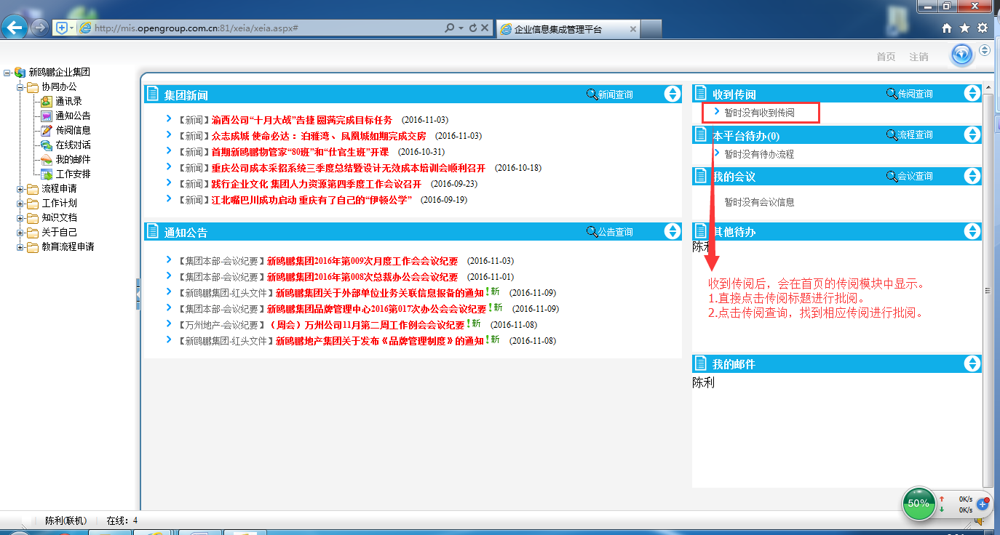 http://mis.opengroup.com.cn:81/xeia/xeia.aspx#
企业信息集成管理平台
首页 注销
新鸥鹏企业集团
协同办公
通讯录
通知公告
传阅信息
在线对话
我的邮件
工作安排
流程申请
工作计划
知识文档
关于自己
教育流程申请
集团新闻 新闻查询
【新闻】渝西公司“十月大战”告捷 圆满完成目标任务 (2016-11-03)
【新闻】众志成城 使命必达：泊雅湾、凤凰城如期完成交房 (2016-11-03)
【新闻】首期新鸥鹏物管家“80班”和“仕官生班”开课 (2016-10-31)
【新闻】重庆公司成本采招系统三季度总结暨设计无效成本培训会顺利召开 (2016-10-18)
【新闻】践行企业文化 集团人力资源第四季度工作会议召开 (2016-09-23)
【新闻】江北嘴巴川成功启动 重庆有了自己的“伊顿公学” (2016-09-19)
通知公告 公告查询
【集团本部-会议纪要】新鸥鹏集团2016年第009次月度工作会会议纪要 (2016-11-03)
【集团本部-会议纪要】新鸥鹏集团2016年第008次总裁办公会会议纪要 (2016-11-01)
【新鸥鹏集团-红头文件】新鸥鹏集团关于外部单位业务关联信息报备的通知！新 (2016-11-09)
【集团本部-会议纪要】新鸥鹏集团品牌管理中心2016第017次办公会会议纪要！新 (2016-11-09)
【万州地产-会议纪要】（周会）万州公司11月第二周工作例会会议纪要！新 (2016-11-08)
【新鸥鹏集团-红头文件】新鸥鹏地产集团关于发布《品牌管理制度》的通知！新 (2016-11-08)
收到传阅 传阅查询
暂时没有收到传阅
本平台待办(0) 流程查询
暂时没有待办流程
我的会议 会议查询
暂时没有会议信息
其他待办
陈利
收到传阅后，会在首页的传阅模块中显示。
1.直接点击传阅标题进行批阅。
2.点击传阅查询，找到相应传阅进行批阅。
我的邮件
陈利
50%
0K/s
0K/s
陈利(联机) 在线：4